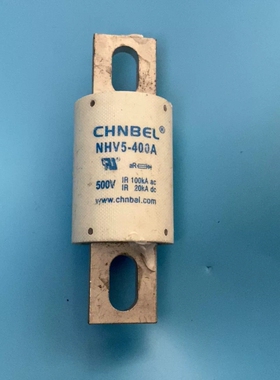 CHNBEL®
NHV5-400A
500V IR 100kA ac
IR 20kA dc
www.chnbel.com